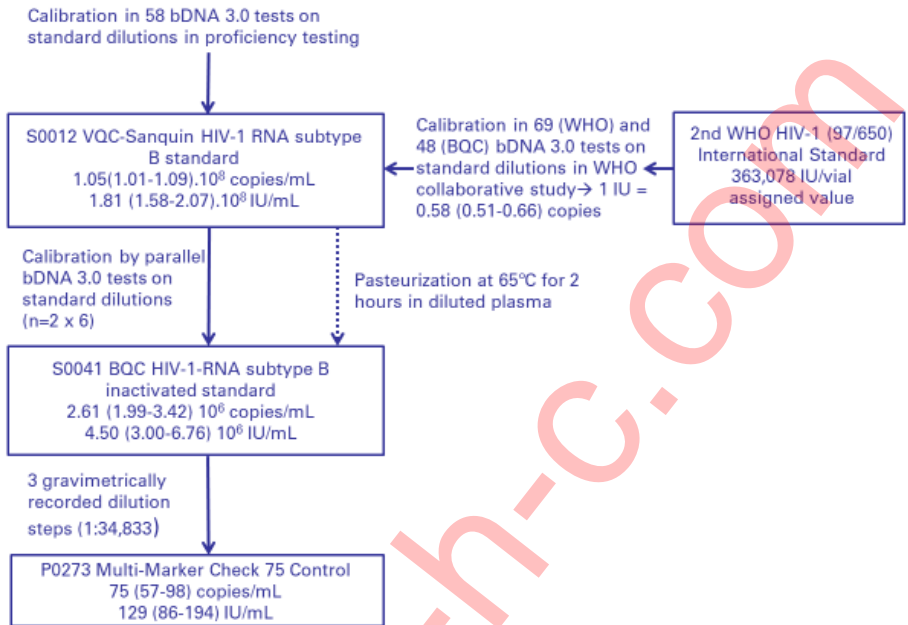 Calibration in 58 bDNA 3.0 tests on
standard dilutions in proficiency testing
S0012 VQC-Sanquin HIV-1 RNA subtype
B standard
1.05(1.01-1.09).10⁸ copies/mL
1.81 (1.58-2.07).10⁸ IU/mL
Calibration in 69 (WHO) and
48 (BQC) bDNA 3.0 tests on
standard dilutions in WHO
collaborative study→ 1 IU =
0.58 (0.51-0.66) copies
2nd WHO HIV-1 (97/650)
International Standard
363,078 IU/vial
assigned value
Calibration by parallel
bDNA 3.0 tests on
standard dilutions
(n=2 x 6)
Pasteurization at 65ºC for 2
hours in diluted plasma
S0041 BQC HIV-1-RNA subtype B
inactivated standard
2.61 (1.99-3.42) 10⁶ copies/mL
4.50 (3.00-6.76) 10⁶ IU/mL
3 gravimetrically
recorded dilution
steps (1:34,833)
P0273 Multi-Marker Check 75 Control
75 (57-98) copies/mL
129 (86-194) IU/mL
sh-c.com